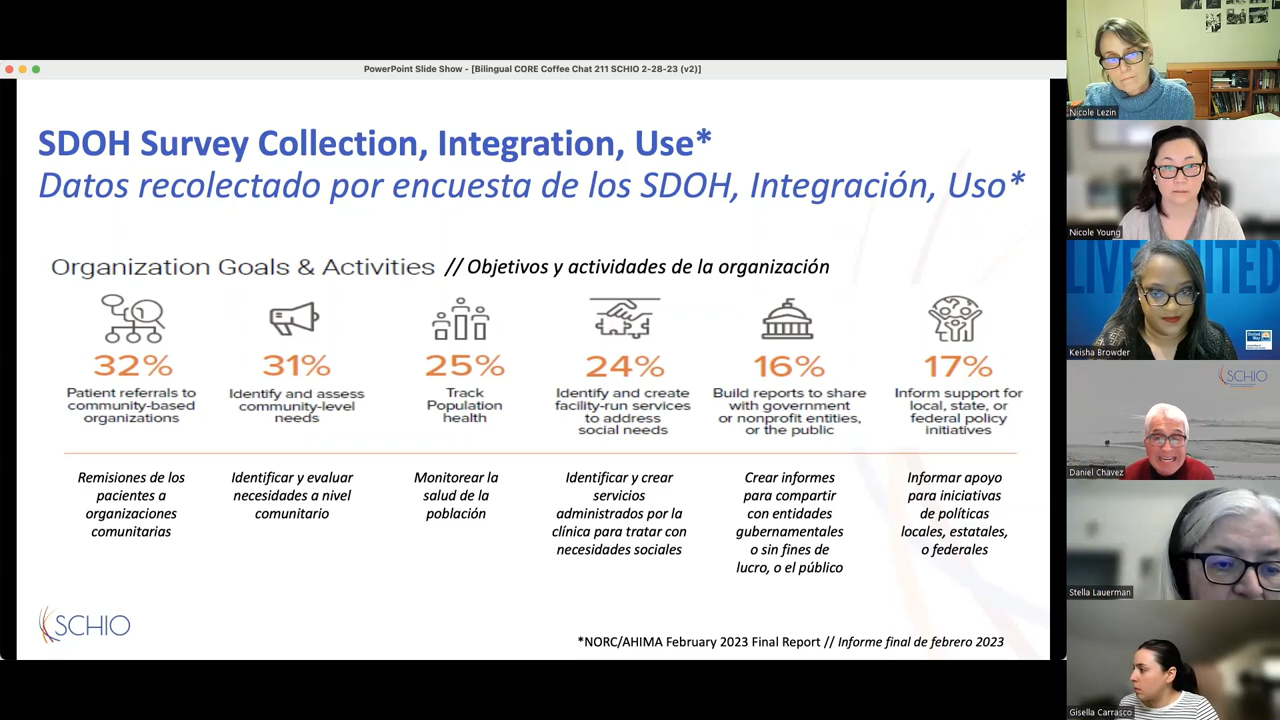 PowerPoint Slide Show - [Bilingual CORE Coffee Chat 211 SCHIO 2-28-23 (v2)]
SDOH Survey Collection, Integration, Use*
Datos recolectado por encuesta de los SDOH, Integración, Uso*
Organization Goals & Activities // Objetivos y actividades de la organización
32%
Patient referrals to
community-based
organizations
31%
Identify and assess
community-level
needs
25%
Track
Population
health
24%
Identify and create
facility-run services
to address
social needs
16%
Build reports to share
with government
or nonprofit entities,
or the public
17%
Inform support for
local, state, or
federal policy
initiatives
Remisiones de los
pacientes a
organizaciones
comunitarias
Identificar y evaluar
necesidades a nivel
comunitario
Monitorear la
salud de la
población
Identificar y crear
servicios
administrados por la
clínica para tratar con
necesidades sociales
Crear informes
para compartir
con entidades
gubernamentales
o sin fines de
lucro, o el público
Informar apoyo
para iniciativas
de políticas
locales, estatales,
o federales
SCHIO
*NORC/AHIMA February 2023 Final Report // Informe final de febrero 2023
Nicole Lezin
Nicole Young
LIVE UNITED
United
Way
Keisha Browder
SCHIO
Daniel Chavez
Stella Lauerman
Gisella Carrasco